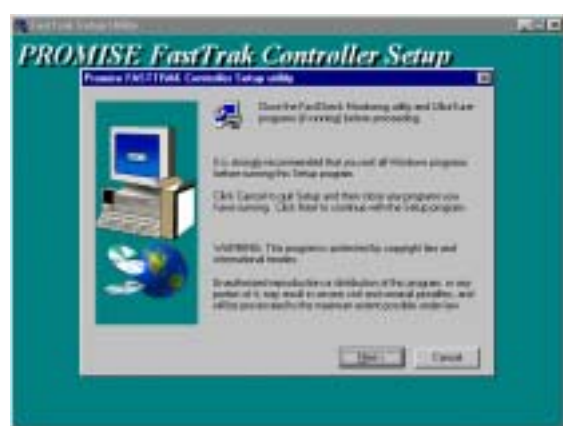 FastTrak Setup Utility
PROMISE FastTrak Controller Setup
Promise FASTTRAK Controller Setup utility
Close the FastCheck Monitoring utility and
programs (if running) before proceeding.
It is strongly recommended that you exit all Windows programs
before running this Setup program.
Click Cancel to quit Setup and then close any programs you
have running. Click Next to continue with the Setup program.
WARNING: This program is protected by copyright law and
international treaties.
Unauthorized reproduction or distribution of this program, or any
portion of it, may result in severe civil and criminal penalties, and
will be prosecuted to the maximum extent possible under law.
Next >
Cancel